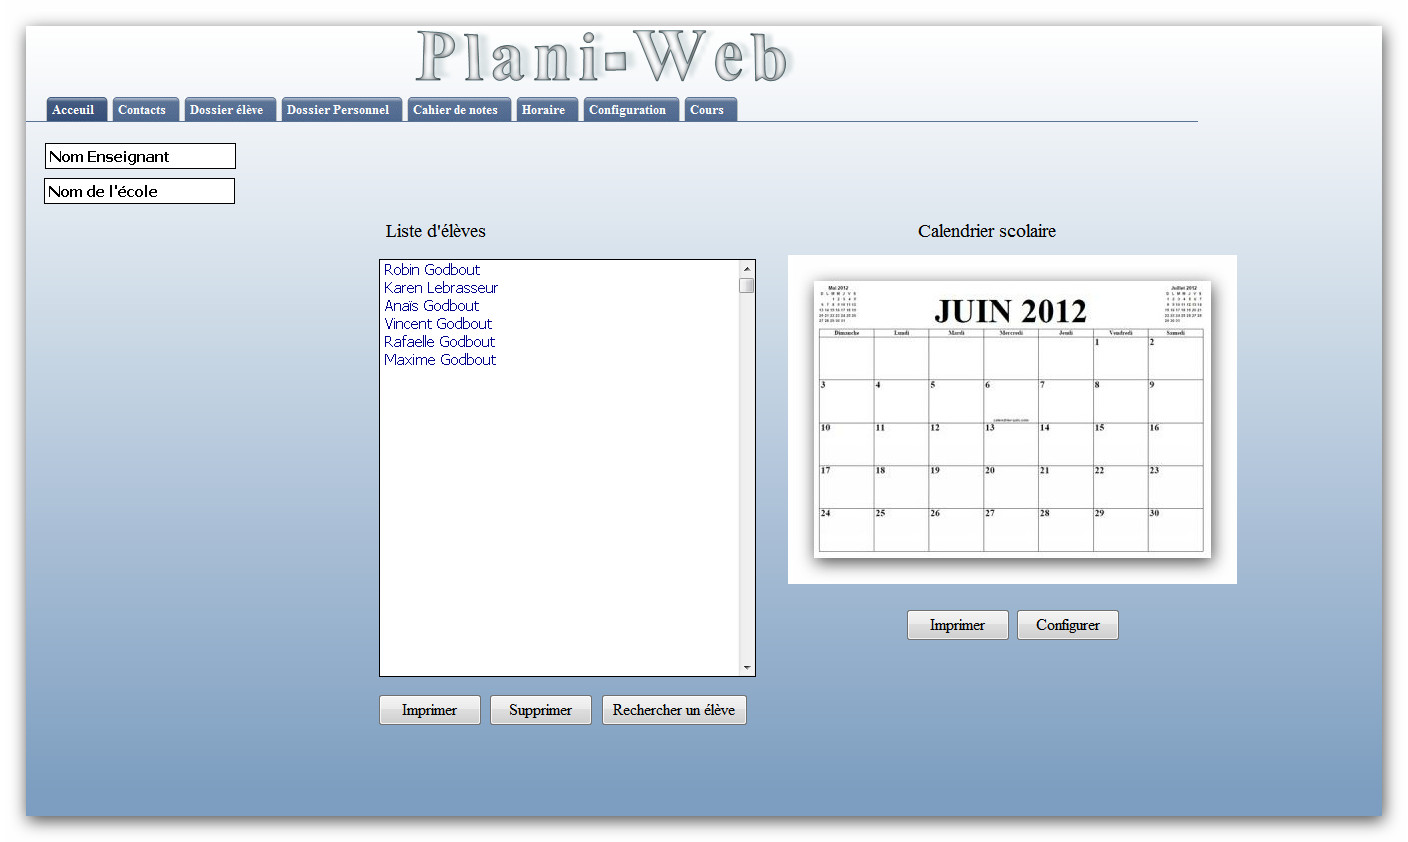 Plani-Web
Acceuil Contacts Dossier élève Dossier Personnel Cahier de notes Horaire Configuration Cours
Nom Enseignant
Nom de l'école
Liste d'élèves
Robin Godbout
Karen Lebrasseur
Anaïs Godbout
Vincent Godbout
Rafaelle Godbout
Maxime Godbout
Imprimer Supprimer Rechercher un élève
Calendrier scolaire
Mai 2012
JUIN 2012
Juillet 2012
Dimanche Lundi Mardi Mercredi Jeudi Vendredi Samedi
1 2
3 4 5 6 7 8 9
10 11 12 13 14 15 16
17 18 19 20 21 22 23
24 25 26 27 28 29 30
Imprimer Configurer